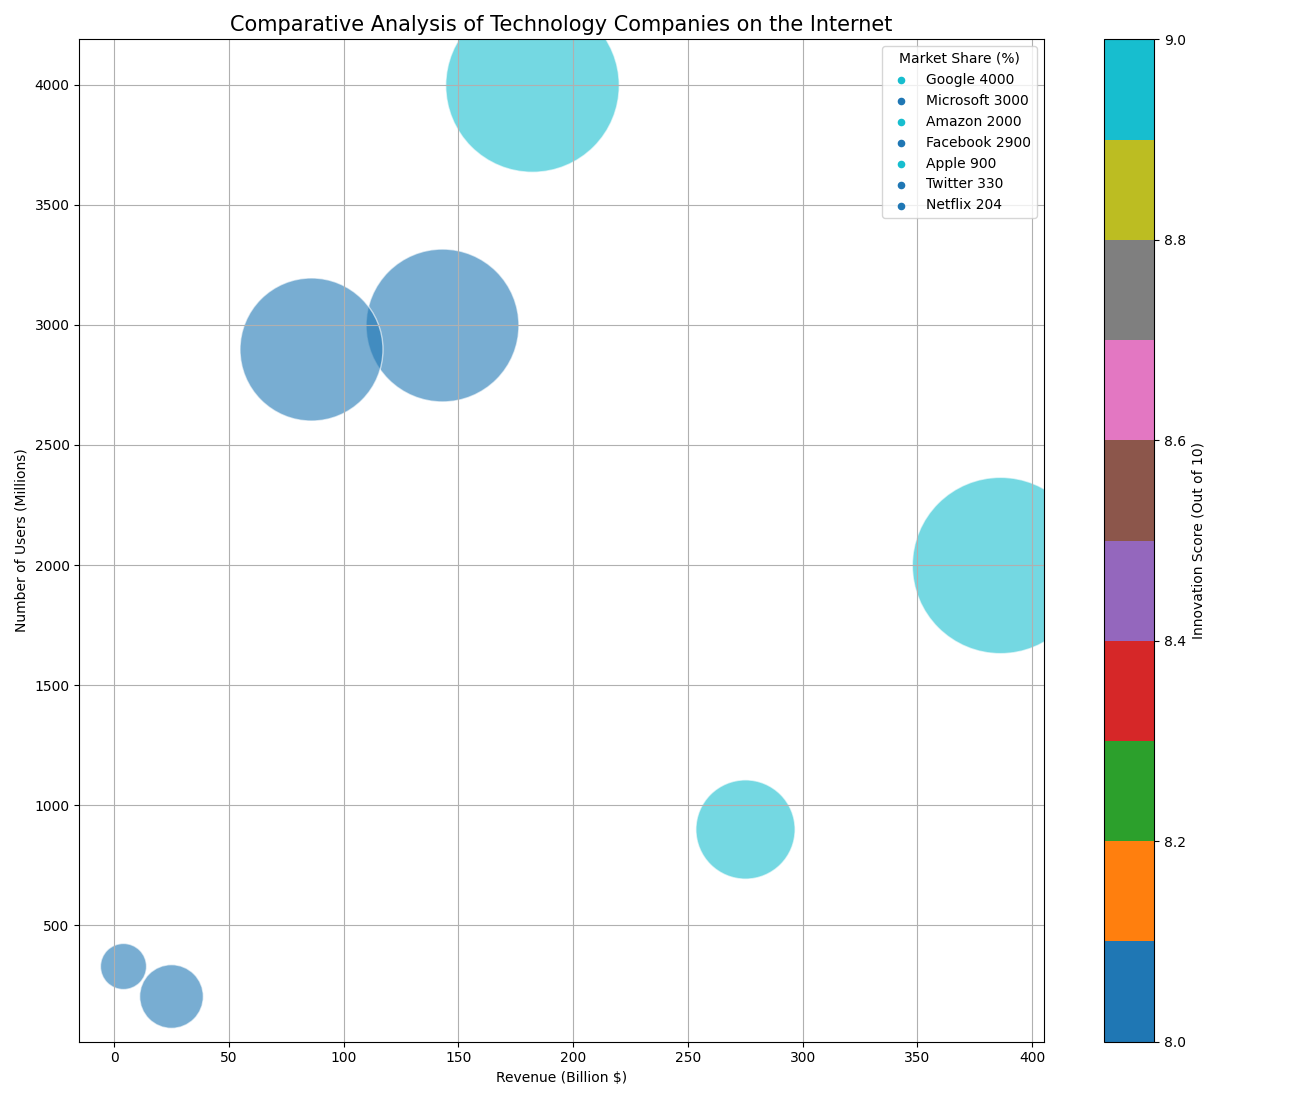 Comparative Analysis of Technology Companies on the Internet
Number of Users (Millions)
4000
3500
3000
2500
2000
1500
1000
500
0
50
100
150
200
250
300
350
400
Revenue (Billion $)
Market Share (%)
Google 4000
Microsoft 3000
Amazon 2000
Facebook 2900
Apple 900
Twitter 330
Netflix 204
9.0
8.8
8.6
8.4
8.2
8.0
Innovation Score (Out of 10)